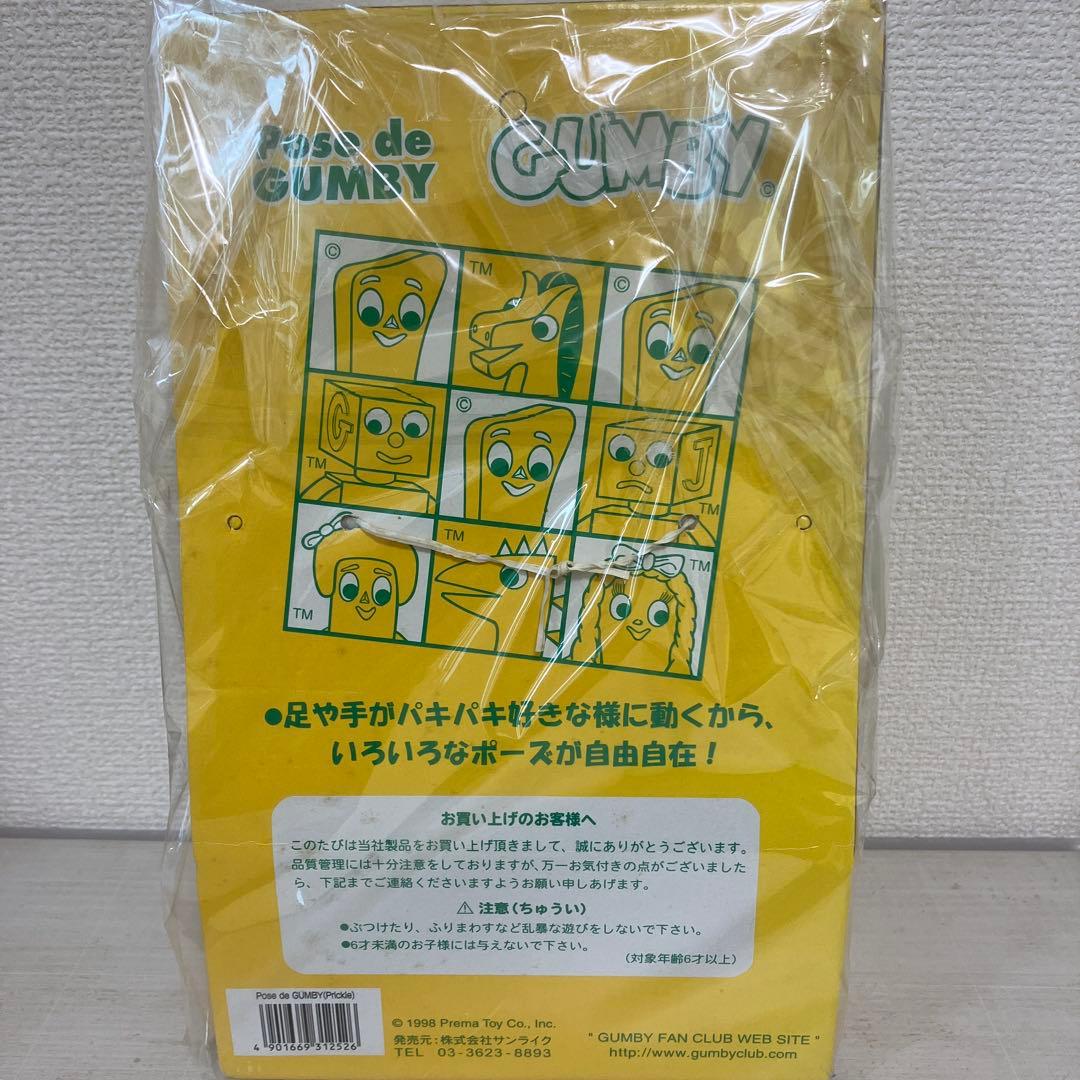 Pose de
GUMBY
GUMBY
©
©
TM
©
G
TM
©
J
TM
TM
TM
TM
●足や手がパキパキ好きな様に動くから、
いろいろなポーズが自由自在！
お買い上げのお客様へ
このたびは当社製品をお買い上げ頂きまして、誠にありがとうございます。
品質管理には十分注意をしておりますが、万一お気付きの点がございました
ら、下記までご連絡くださいますようお願い申しあげます。
⚠ 注意（ちゅうい）
●ぶつけたり、ふりまわすなど乱暴な遊びをしないで下さい。
●6才未満のお子様には与えないで下さい。
（対象年齢6才以上）
Pose de GUMBY(Prickle)
4 901669 312526
© 1998 Prema Toy Co., Inc.
発売元：株式会社サンライク
TEL 03-3623-8893
" GUMBY FAN CLUB WEB SITE "
http://www.gumbyclub.com